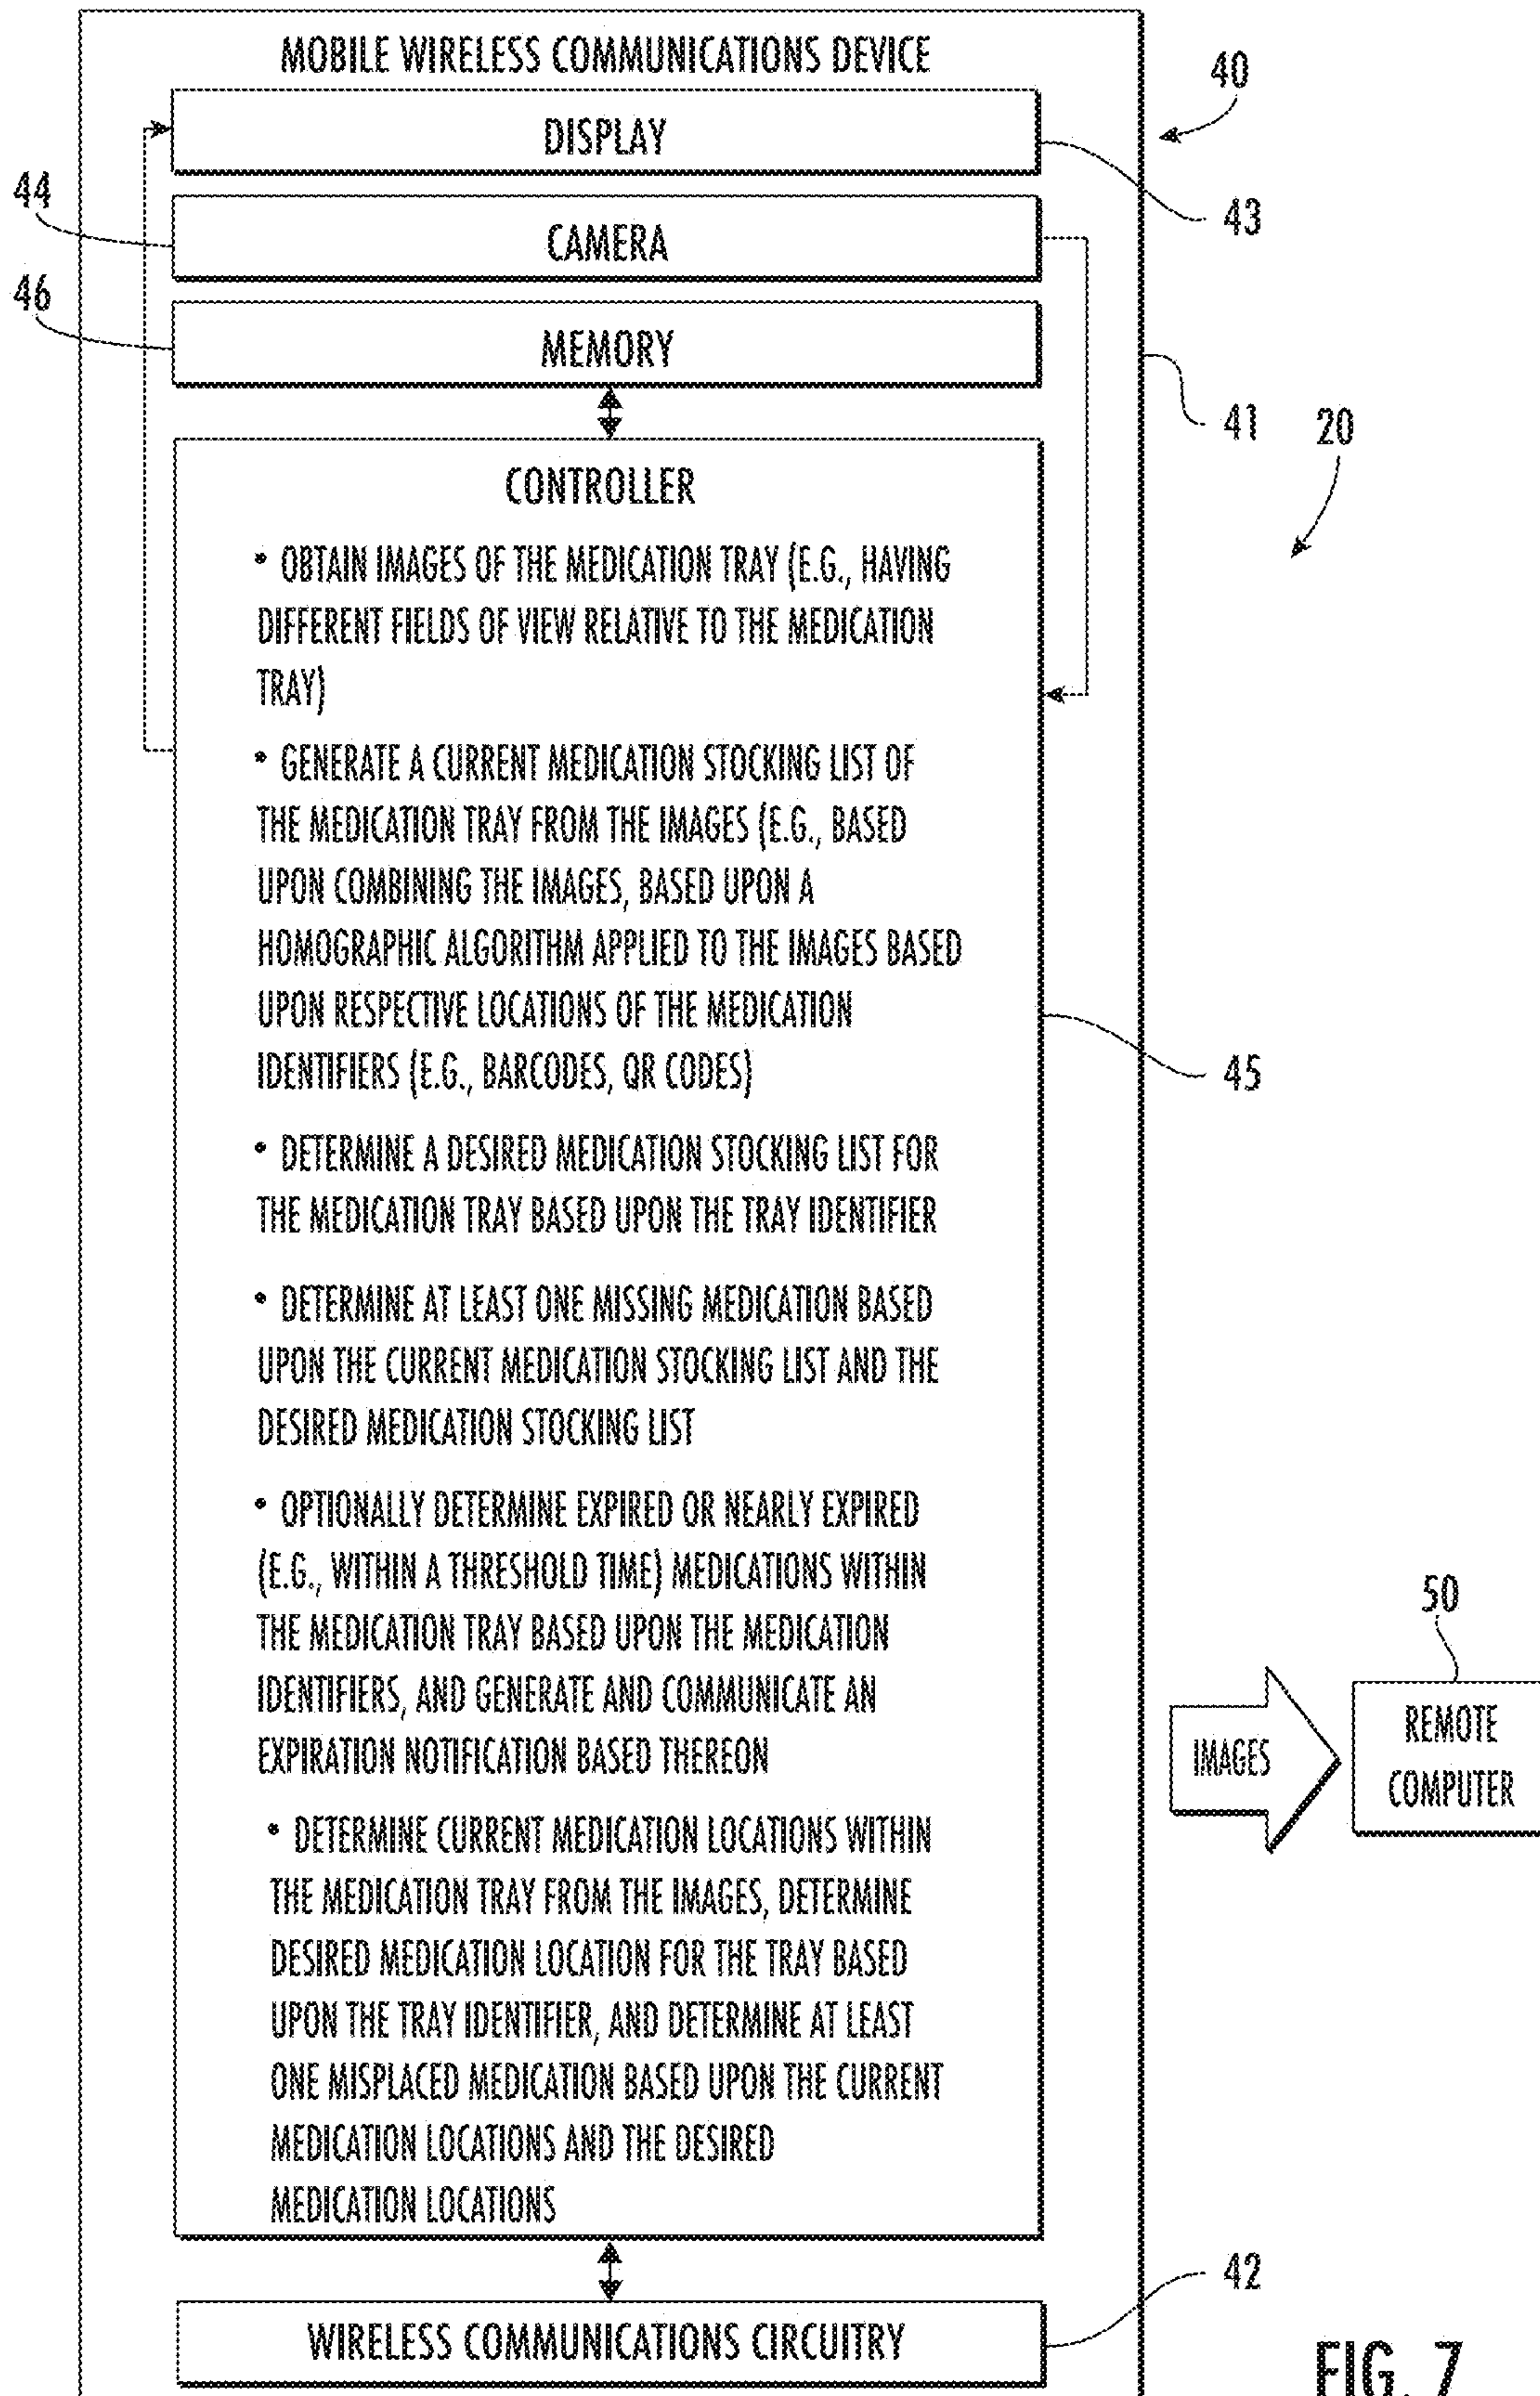 MOBILE WIRELESS COMMUNICATIONS DEVICE
40
DISPLAY
43
44
CAMERA
46
MEMORY
41
20
CONTROLLER
• OBTAIN IMAGES OF THE MEDICATION TRAY (E.G., HAVING
DIFFERENT FIELDS OF VIEW RELATIVE TO THE MEDICATION
TRAY)
• GENERATE A CURRENT MEDICATION STOCKING LIST OF
THE MEDICATION TRAY FROM THE IMAGES (E.G., BASED
UPON COMBINING THE IMAGES, BASED UPON A
HOMOGRAPHIC ALGORITHM APPLIED TO THE IMAGES BASED
UPON RESPECTIVE LOCATIONS OF THE MEDICATION
IDENTIFIERS (E.G., BARCODES, QR CODES)
45
• DETERMINE A DESIRED MEDICATION STOCKING LIST FOR
THE MEDICATION TRAY BASED UPON THE TRAY IDENTIFIER
• DETERMINE AT LEAST ONE MISSING MEDICATION BASED
UPON THE CURRENT MEDICATION STOCKING LIST AND THE
DESIRED MEDICATION STOCKING LIST
• OPTIONALLY DETERMINE EXPIRED OR NEARLY EXPIRED
(E.G., WITHIN A THRESHOLD TIME) MEDICATIONS WITHIN
THE MEDICATION TRAY BASED UPON THE MEDICATION
IDENTIFIERS, AND GENERATE AND COMMUNICATE AN
EXPIRATION NOTIFICATION BASED THEREON
• DETERMINE CURRENT MEDICATION LOCATIONS WITHIN
THE MEDICATION TRAY FROM THE IMAGES, DETERMINE
DESIRED MEDICATION LOCATION FOR THE TRAY BASED
UPON THE TRAY IDENTIFIER, AND DETERMINE AT LEAST
ONE MISPLACED MEDICATION BASED UPON THE CURRENT
MEDICATION LOCATIONS AND THE DESIRED
MEDICATION LOCATIONS
50
IMAGES
REMOTE
COMPUTER
42
WIRELESS COMMUNICATIONS CIRCUITRY
FIG. 7